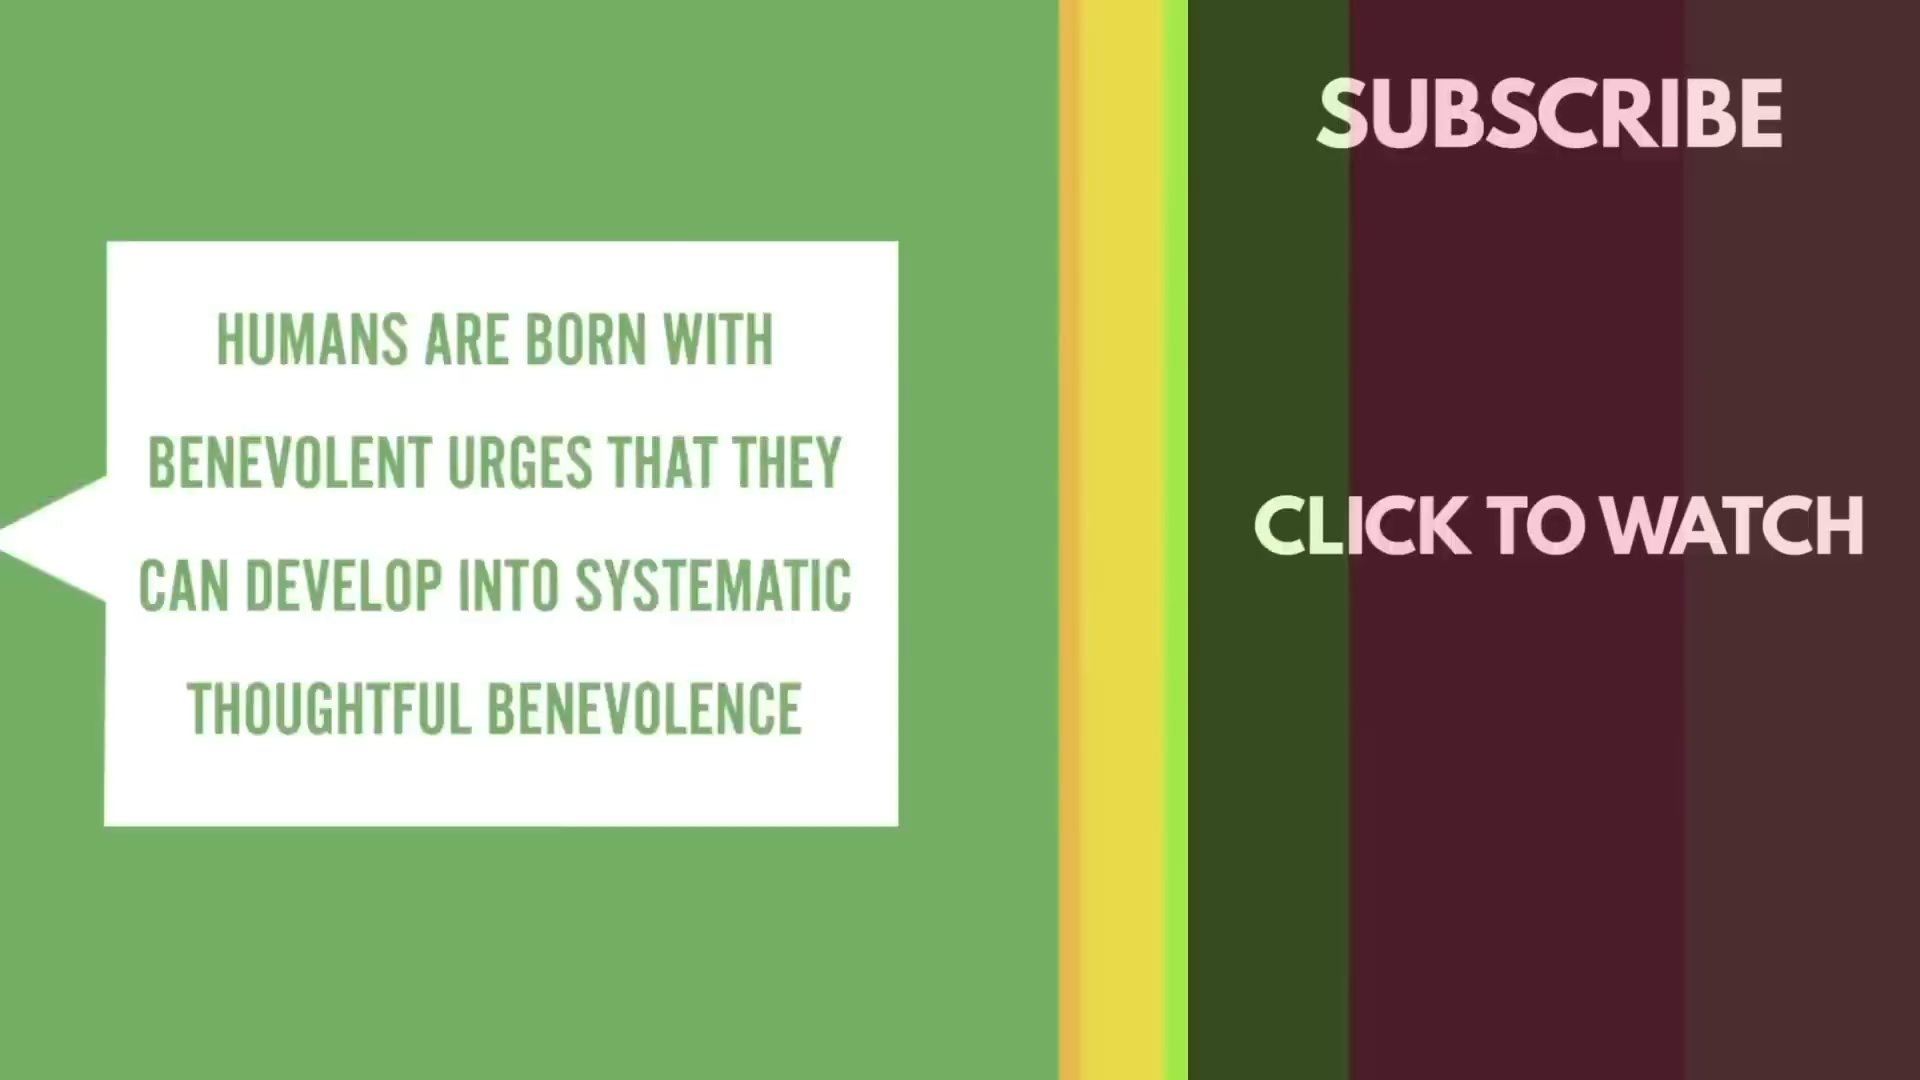 HUMANS ARE BORN WITH
BENEVOLENT URGES THAT THEY
CAN DEVELOP INTO SYSTEMATIC
THOUGHTFUL BENEVOLENCE
SUBSCRIBE
CLICK TO WATCH